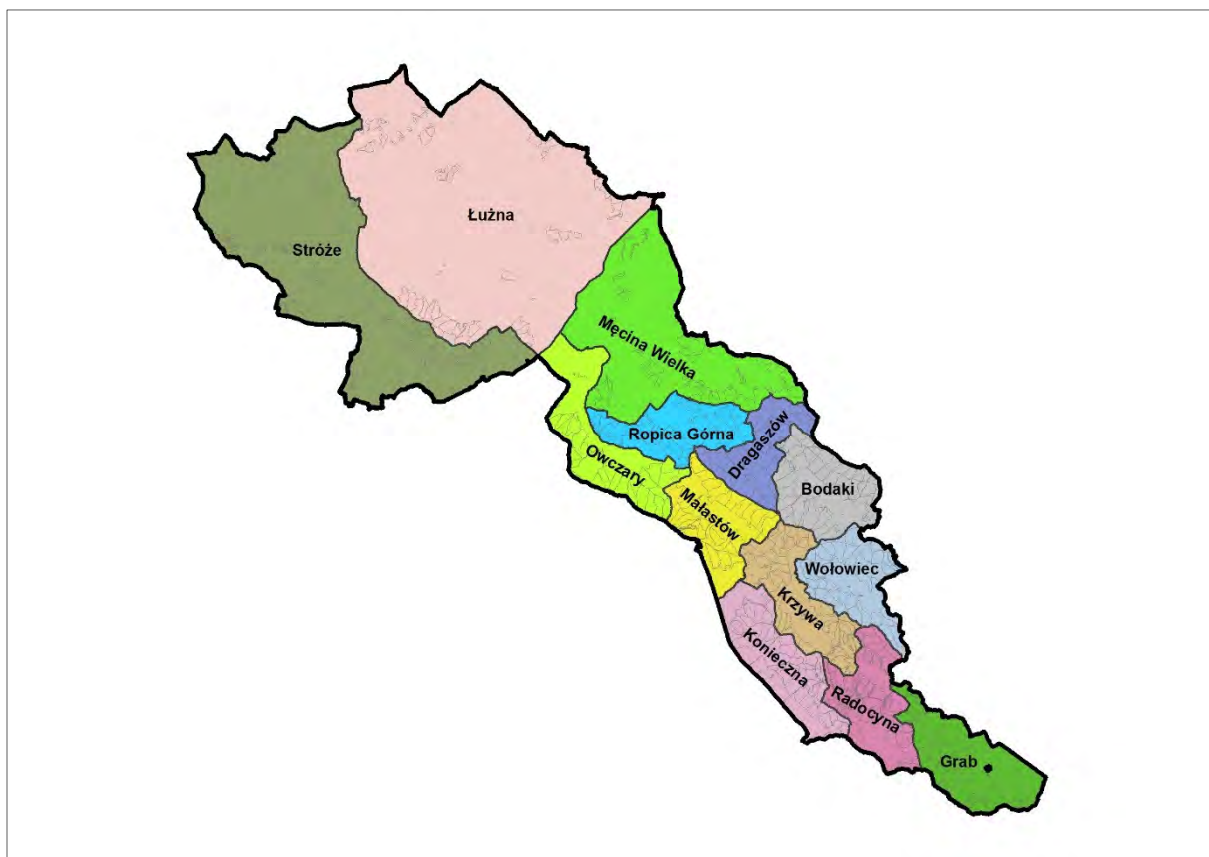 Łużna
Stróże
Męcina Wielka
Ropica Górna
Dragaszów
Owczary
Bodaki
Małastów
Wołowiec
Krzywa
Konieczna
Radocyna
Grab